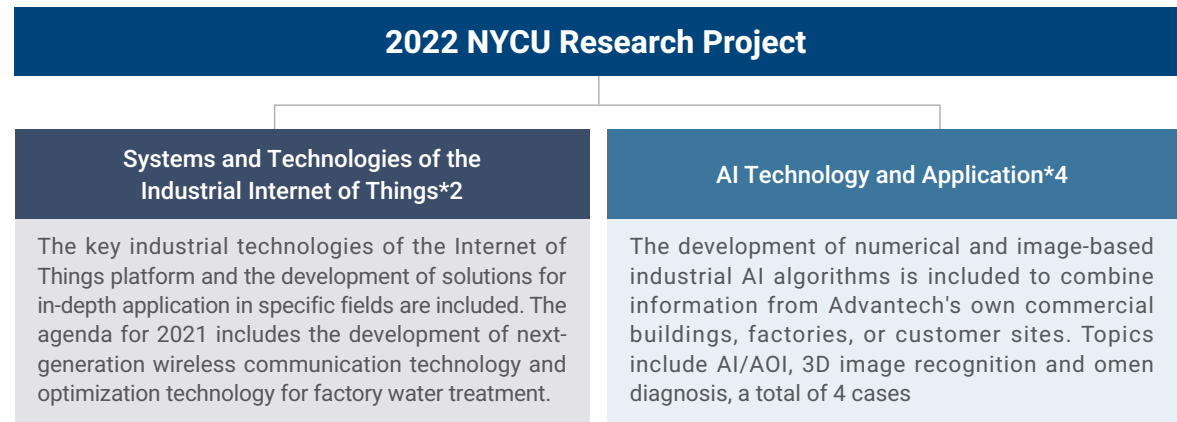 2022 NYCU Research Project
Systems and Technologies of the
Industrial Internet of Things*2
The key industrial technologies of the Internet of
Things platform and the development of solutions for
in-depth application in specific fields are included. The
agenda for 2021 includes the development of next-
generation wireless communication technology and
optimization technology for factory water treatment.
AI Technology and Application*4
The development of numerical and image-based
industrial AI algorithms is included to combine
information from Advantech's own commercial
buildings, factories, or customer sites. Topics
include AI/AOI, 3D image recognition and omen
diagnosis, a total of 4 cases